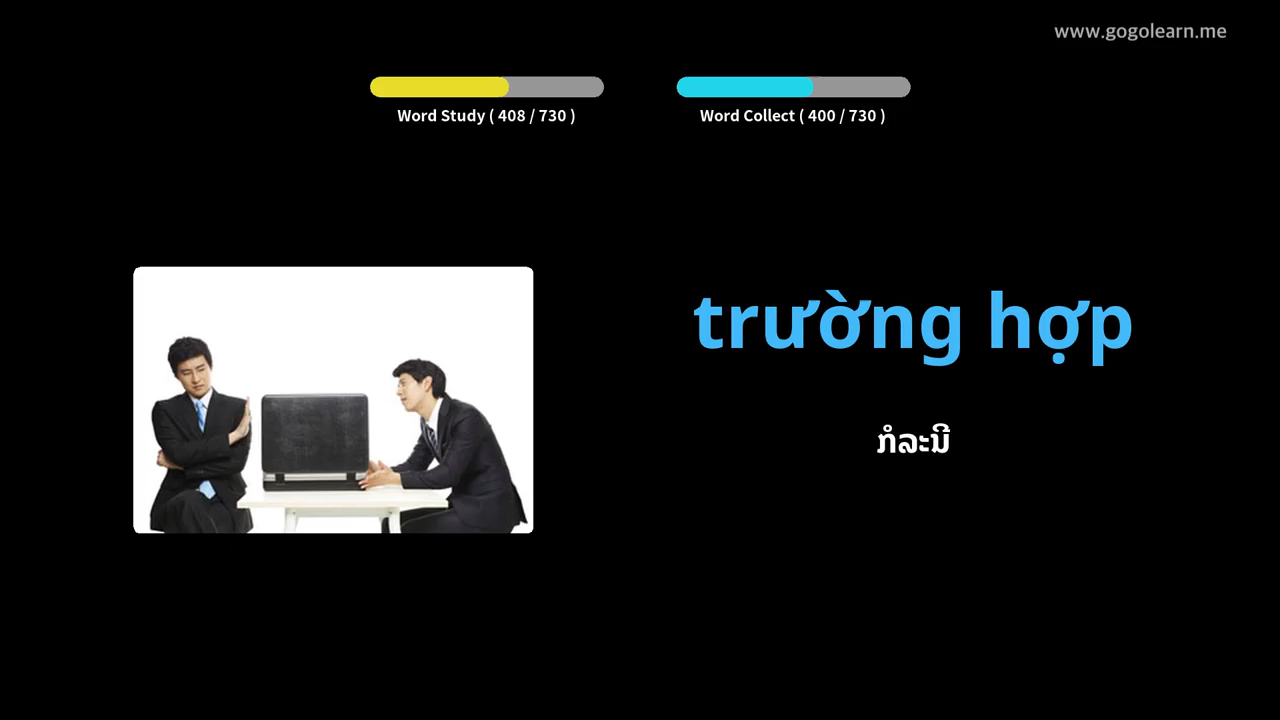 www.gogolearn.me
Word Study ( 408 / 730 )
Word Collect ( 400 / 730 )
trường hợp
ກໍລະນີ